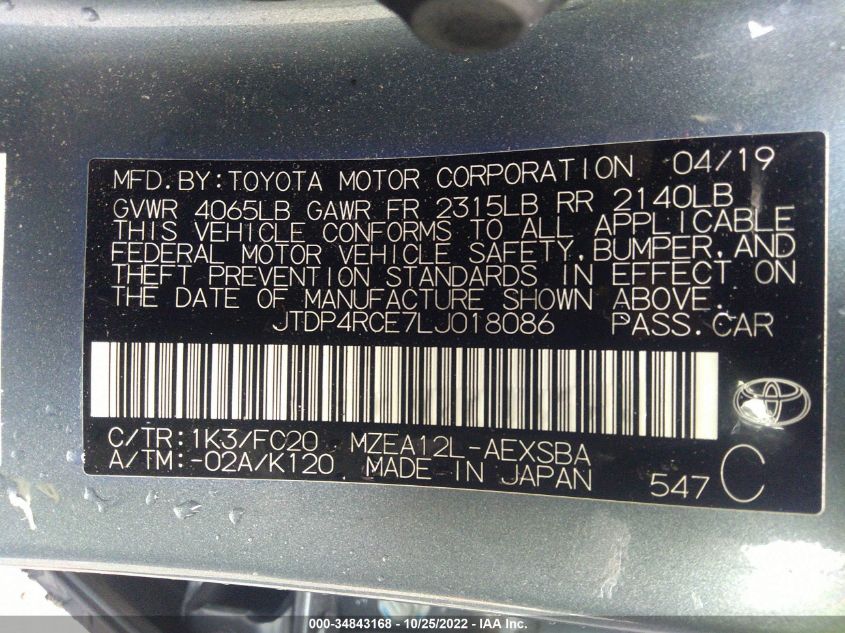 MFD.BY:TOYOTA MOTOR CORPORATION 04/19
GVWR 4065LB GAWR FR 2315LB RR 2140LB
THIS VEHICLE CONFORMS TO ALL APPLICABLE
FEDERAL MOTOR VEHICLE SAFETY,BUMPER,AND
THEFT PREVENTION STANDARDS IN EFFECT ON
THE DATE OF MANUFACTURE SHOWN ABOVE.
JTDP4RCE7LJ018086 PASS.CAR
C/TR:1K3/FC20 MZEA12L-AEXSBA
A/TM:-02A/K120 MADE IN JAPAN 547 C
000-34843168 - 10/25/2022 - IAA Inc.